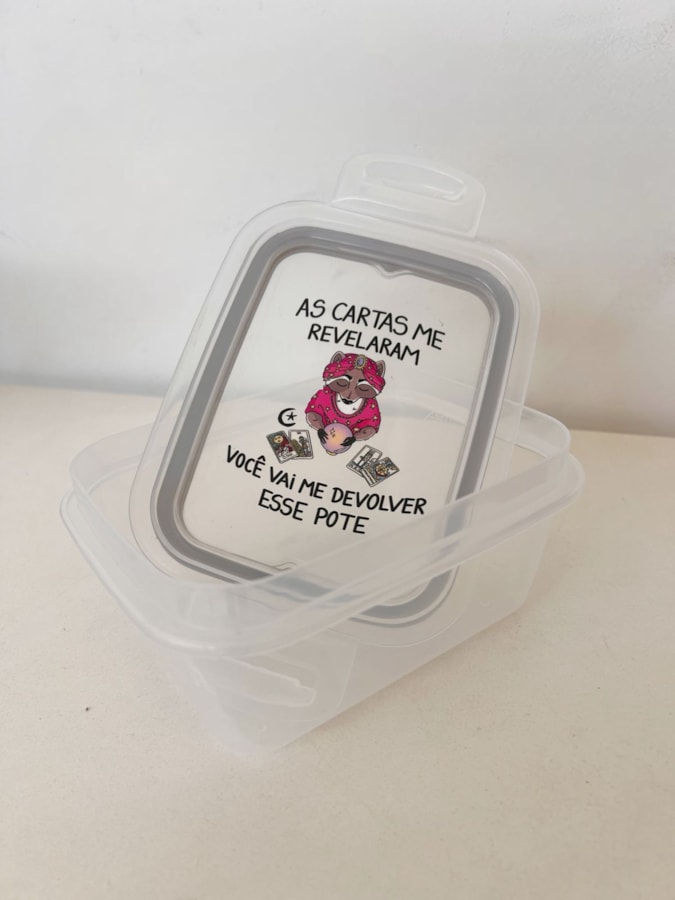 AS CARTAS ME
REVELARAM
VOCÊ VAI ME DEVOLVER
ESSE POTE